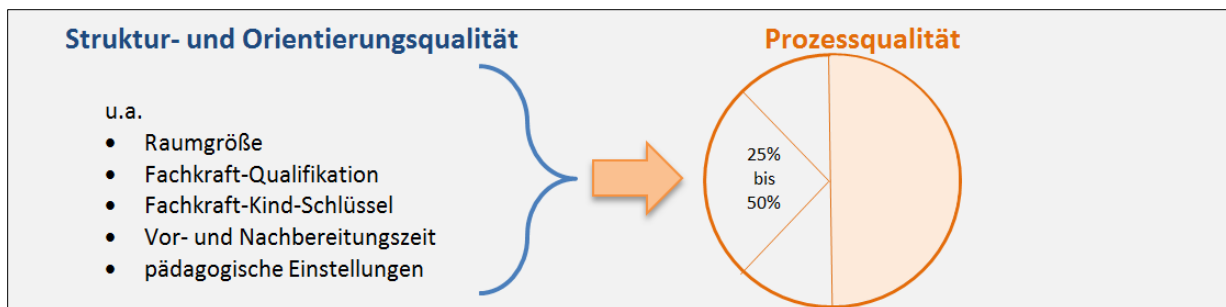 Struktur- und Orientierungsqualität
u.a.
• Raumgröße
• Fachkraft-Qualifikation
• Fachkraft-Kind-Schlüssel
• Vor- und Nachbereitungszeit
• pädagogische Einstellungen
Prozessqualität
25%
bis
50%